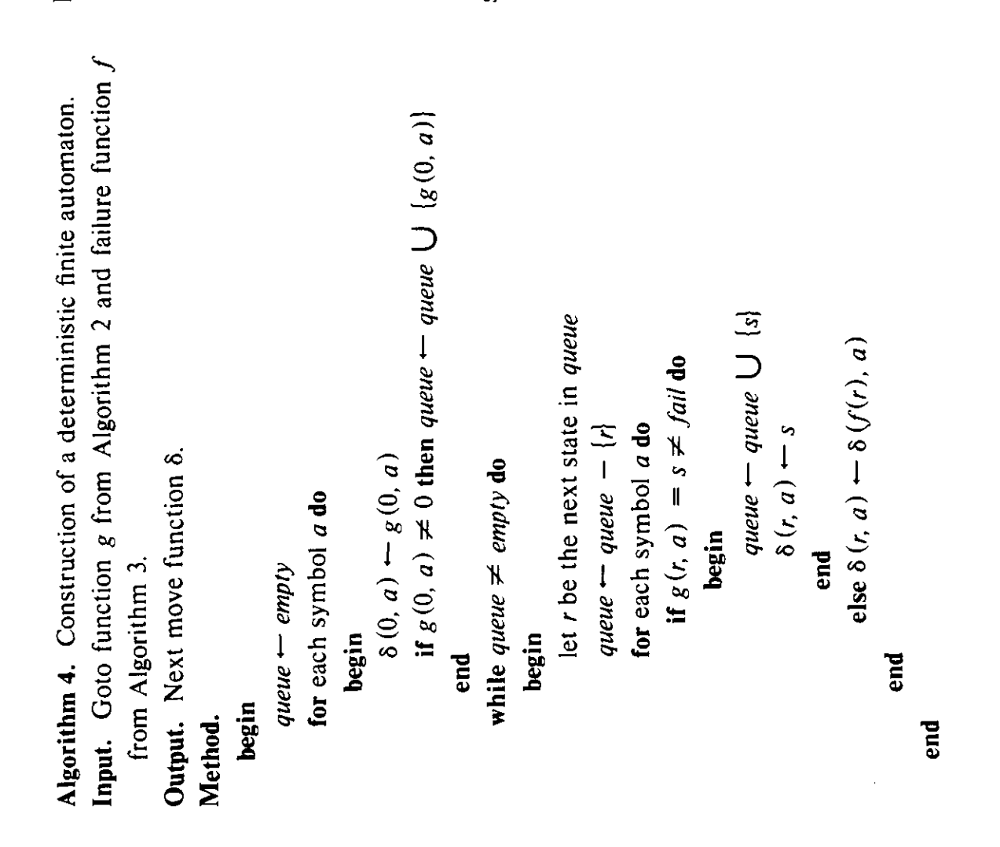 Algorithm 4. Construction of a deterministic finite automaton.
Input. Goto function g from Algorithm 2 and failure function f
from Algorithm 3.
Output. Next move function δ.
Method.
begin
queue ← empty
for each symbol a do
begin
δ(0, a) ← g(0, a)
if g(0, a) ≠ 0 then queue ← queue ∪ {g(0, a)}
end
while queue ≠ empty do
begin
let r be the next state in queue
queue ← queue − {r}
for each symbol a do
if g(r, a) = s ≠ fail do
begin
queue ← queue ∪ {s}
δ(r, a) ← s
end
else δ(r, a) ← δ(f(r), a)
end
end